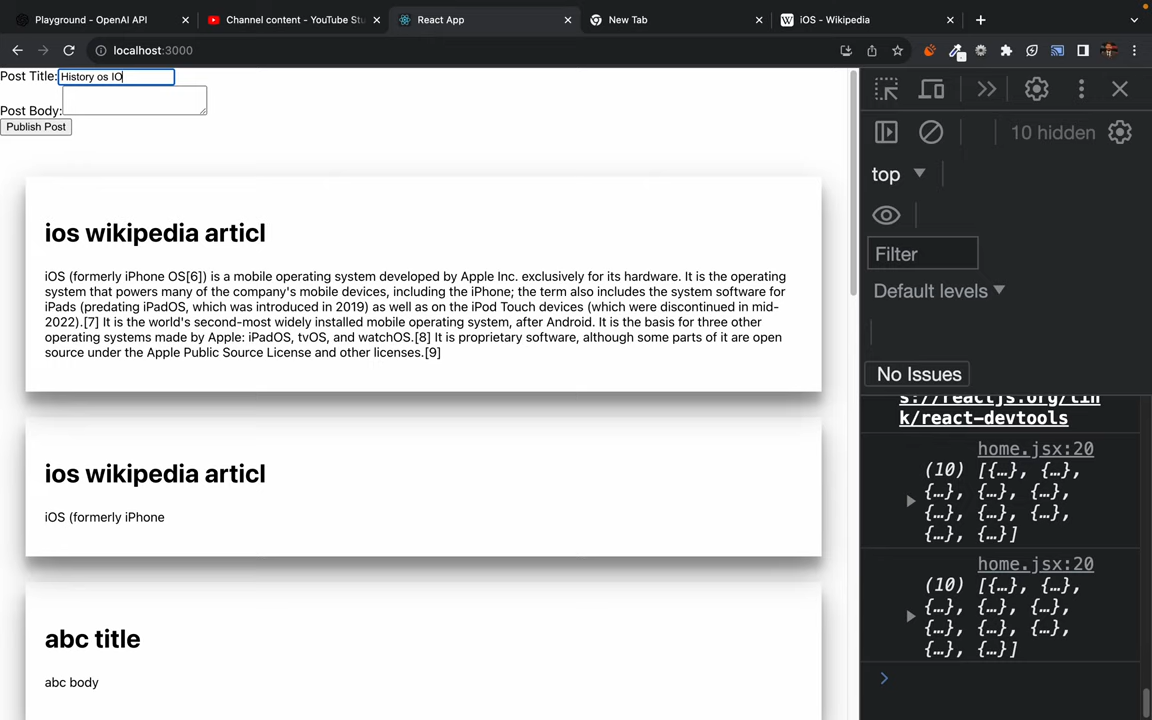 Playground - OpenAI API
Channel content - YouTube Stu
React App
New Tab
iOS - Wikipedia
localhost:3000
Post Title:
History os IO
Post Body:
Publish Post
ios wikipedia articl
iOS (formerly iPhone OS[6]) is a mobile operating system developed by Apple Inc. exclusively for its hardware. It is the operating
system that powers many of the company's mobile devices, including the iPhone; the term also includes the system software for
iPads (predating iPadOS, which was introduced in 2019) as well as on the iPod Touch devices (which were discontinued in mid-
2022).[7] It is the world's second-most widely installed mobile operating system, after Android. It is the basis for three other
operating systems made by Apple: iPadOS, tvOS, and watchOS.[8] It is proprietary software, although some parts of it are open
source under the Apple Public Source License and other licenses.[9]
ios wikipedia articl
iOS (formerly iPhone
abc title
abc body
10 hidden
top
Filter
Default levels
No Issues
s://reactjs.org/lin
k/react-devtools
home.jsx:20
(10) [{…}, {…},
{…}, {…}, {…},
{…}, {…}, {…},
{…}, {…}]
home.jsx:20
(10) [{…}, {…},
{…}, {…}, {…},
{…}, {…}, {…},
{…}, {…}]